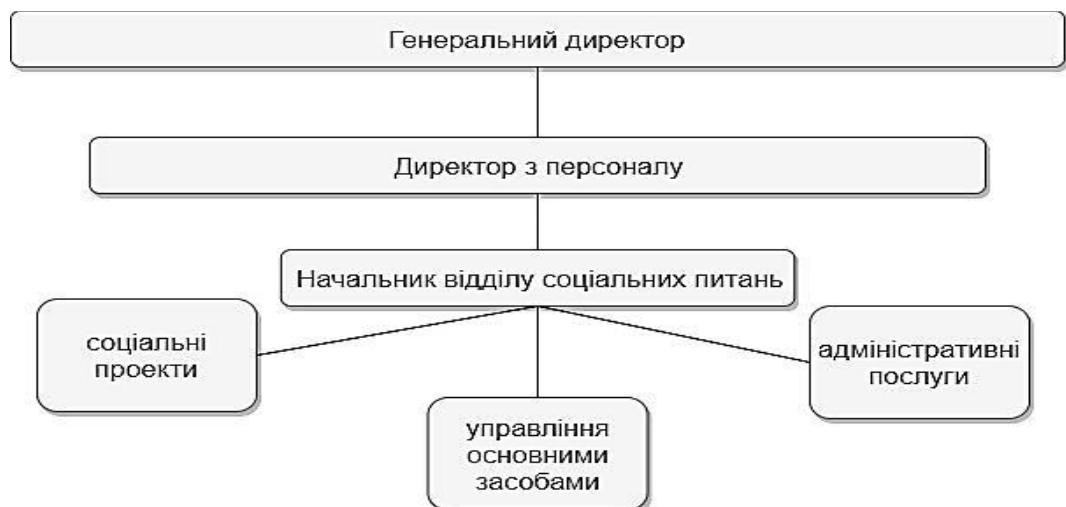 Генеральний директор
Директор з персоналу
Начальник відділу соціальних питань
соціальні
проекти
управління
основними
засобами
адміністративні
послуги